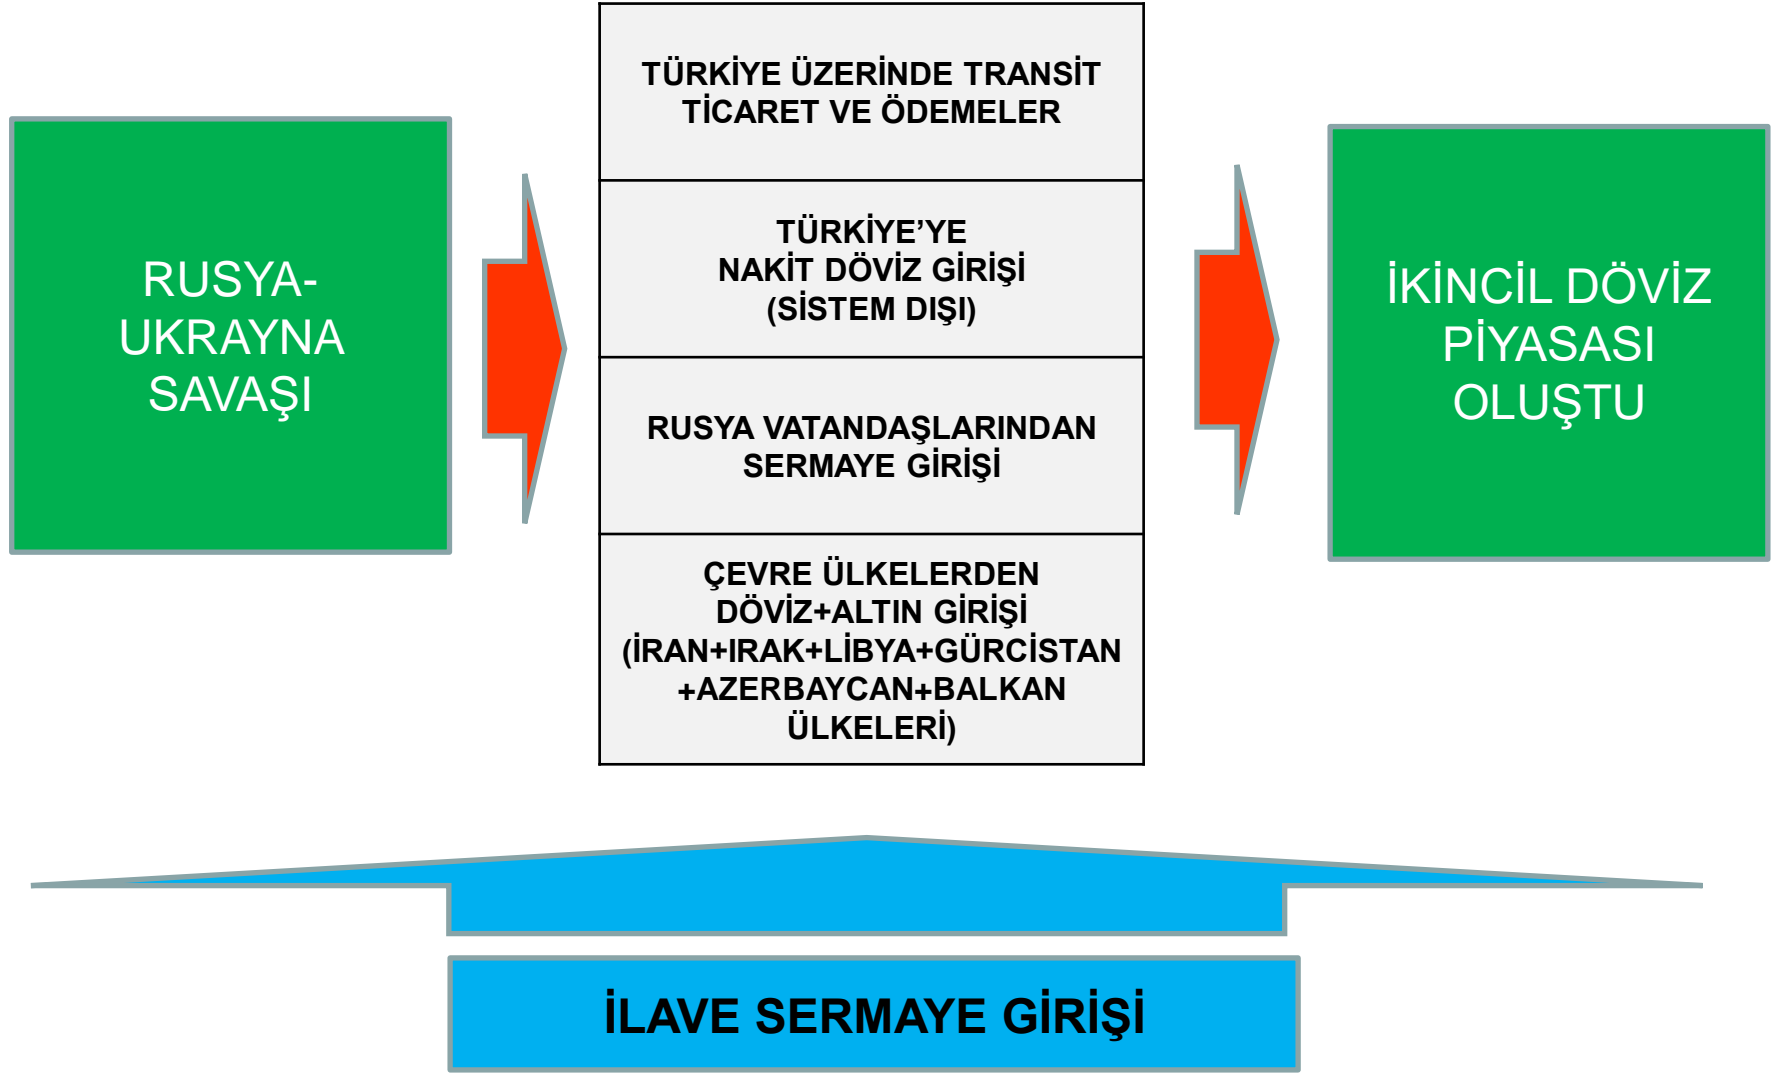 RUSYA-
UKRAYNA
SAVAŞI
TÜRKİYE ÜZERİNDE TRANSİT
TİCARET VE ÖDEMELER
TÜRKİYE’YE
NAKİT DÖVİZ GİRİŞİ
(SİSTEM DIŞI)
RUSYA VATANDAŞLARINDAN
SERMAYE GİRİŞİ
ÇEVRE ÜLKELERDEN
DÖVİZ+ALTIN GİRİŞİ
(İRAN+IRAK+LİBYA+GÜRCİSTAN
+AZERBAYCAN+BALKAN
ÜLKELERİ)
İKİNCİL DÖVİZ
PİYASASI
OLUŞTU
İLAVE SERMAYE GİRİŞİ